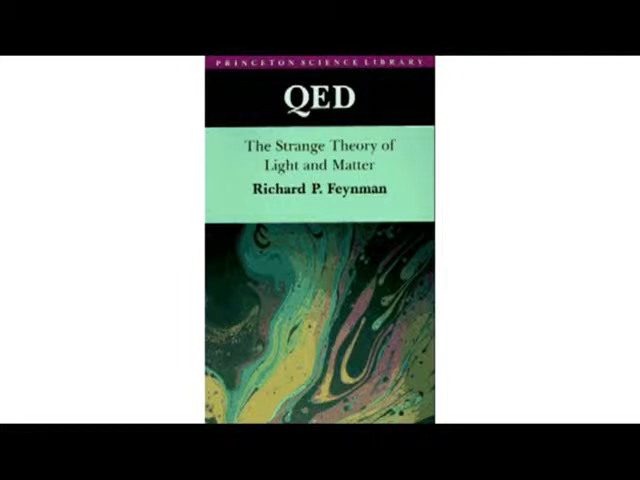 PRINCETON SCIENCE LIBRARY
QED
The Strange Theory of
Light and Matter
Richard P. Feynman